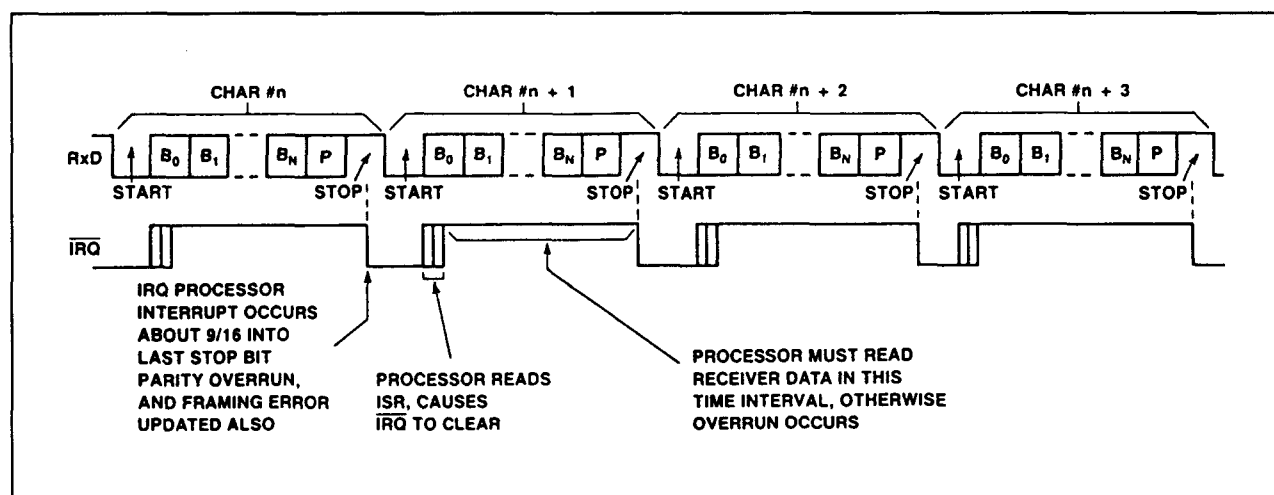 CHAR #n CHAR #n + 1 CHAR #n + 2 CHAR #n + 3
RxD B0 B1 BN P B0 B1 BN P B0 B1 BN P B0 B1 BN P
START STOP START STOP START STOP START STOP
IRQ
IRQ PROCESSOR
INTERRUPT OCCURS
ABOUT 9/16 INTO
LAST STOP BIT
PARITY OVERRUN,
AND FRAMING ERROR
UPDATED ALSO
PROCESSOR READS
ISR, CAUSES
IRQ TO CLEAR
PROCESSOR MUST READ
RECEIVER DATA IN THIS
TIME INTERVAL, OTHERWISE
OVERRUN OCCURS